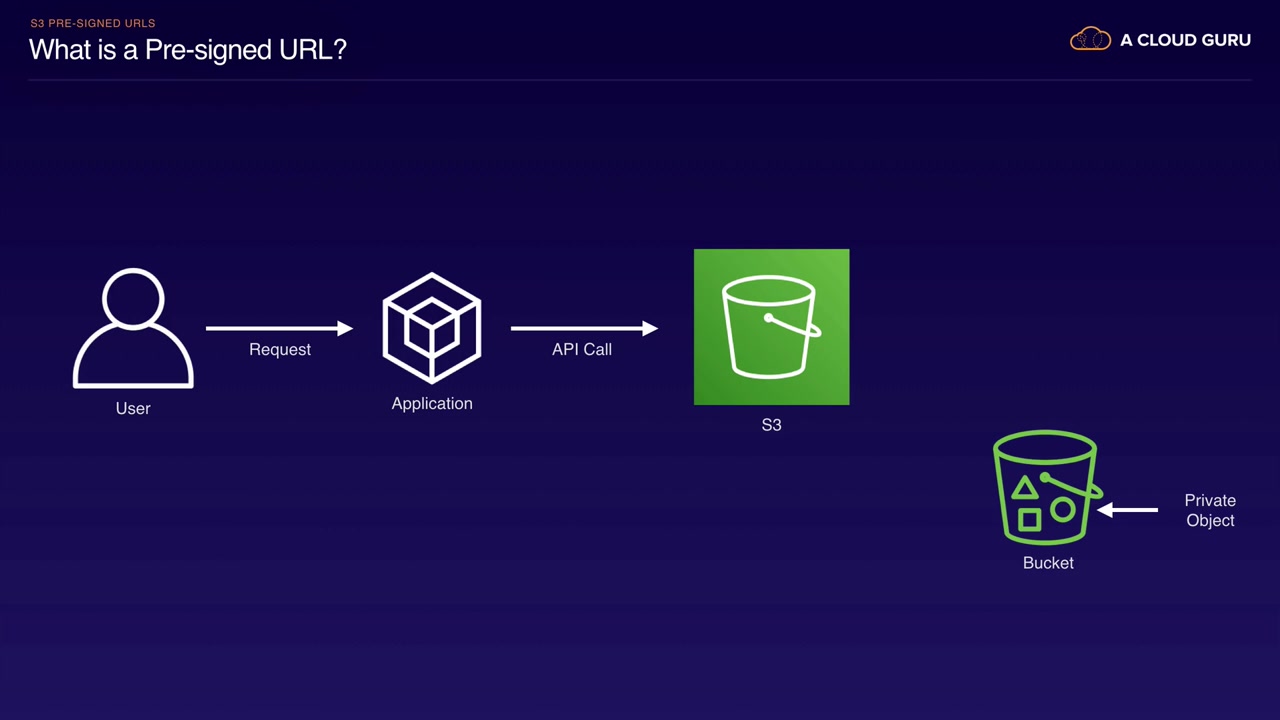 S3 PRE-SIGNED URLS
What is a Pre-signed URL?
A CLOUD GURU
Request
API Call
User
Application
S3
Private
Object
Bucket